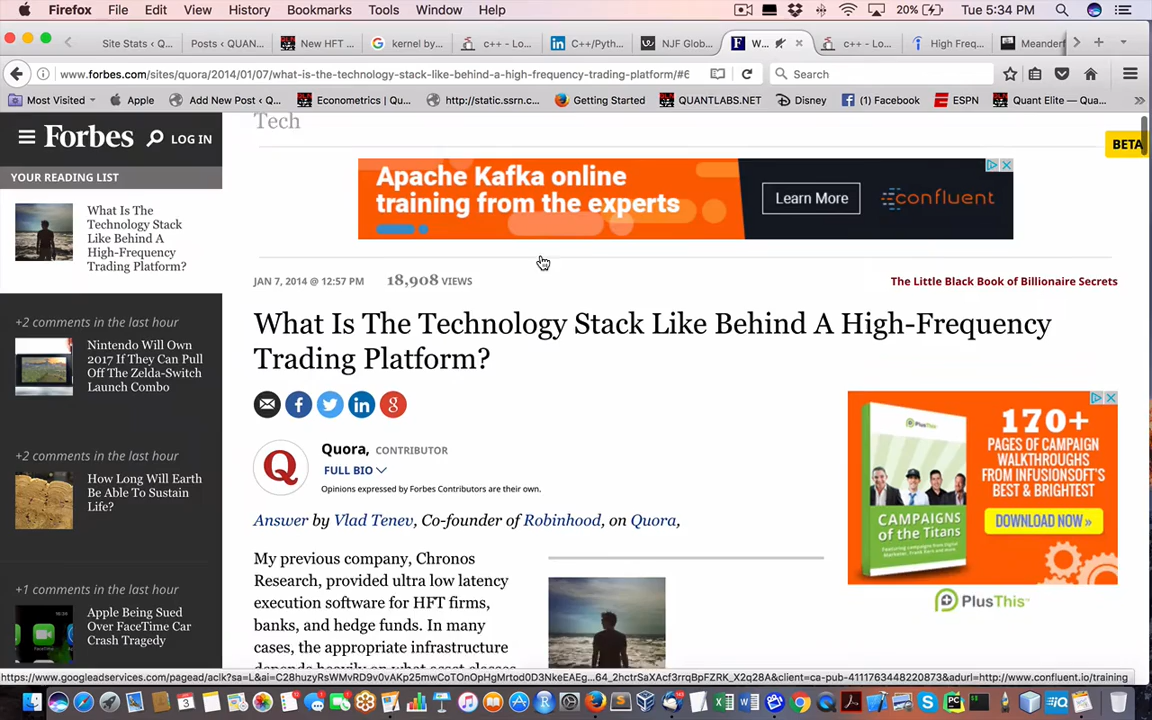 Firefox File Edit View History Bookmarks Tools Window Help 20% Tue 5:34 PM
Site Stats ‹ Q... Posts ‹ QUAN... New HFT ... kernel by... c++ - Lo... C++/Pyth... NJF Glob... W... c++ - Lo... High Freq... Meander
www.forbes.com/sites/quora/2014/01/07/what-is-the-technology-stack-like-behind-a-high-frequency-trading-platform/#6 Search
Most Visited Apple Add New Post ‹ Q... Econometrics | Qu... http://static.ssrn.c... Getting Started QUANTLABS.NET Disney (1) Facebook ESPN Quant Elite — Qua...
Forbes LOG IN
YOUR READING LIST
What Is The
Technology Stack
Like Behind A
High-Frequency
Trading Platform?
+2 comments in the last hour
Nintendo Will Own
2017 If They Can Pull
Off The Zelda-Switch
Launch Combo
+2 comments in the last hour
How Long Will Earth
Be Able To Sustain
Life?
+1 comments in the last hour
Apple Being Sued
Over FaceTime Car
Crash Tragedy
Tech
BETA
Apache Kafka online
training from the experts
Learn More
confluent
JAN 7, 2014 @ 12:57 PM 18,908 VIEWS
The Little Black Book of Billionaire Secrets
What Is The Technology Stack Like Behind A High-Frequency
Trading Platform?
Quora, CONTRIBUTOR
FULL BIO
Opinions expressed by Forbes Contributors are their own.
Answer by Vlad Tenev, Co-founder of Robinhood, on Quora,
My previous company, Chronos
Research, provided ultra low latency
execution software for HFT firms,
banks, and hedge funds. In many
cases, the appropriate infrastructure
depends heavily on what asset classes
PlusThis
170+
PAGES OF CAMPAIGN
WALKTHROUGHS
FROM INFUSIONSOFT'S
BEST & BRIGHTEST
DOWNLOAD NOW »
CAMPAIGNS
of the Titans
PlusThis